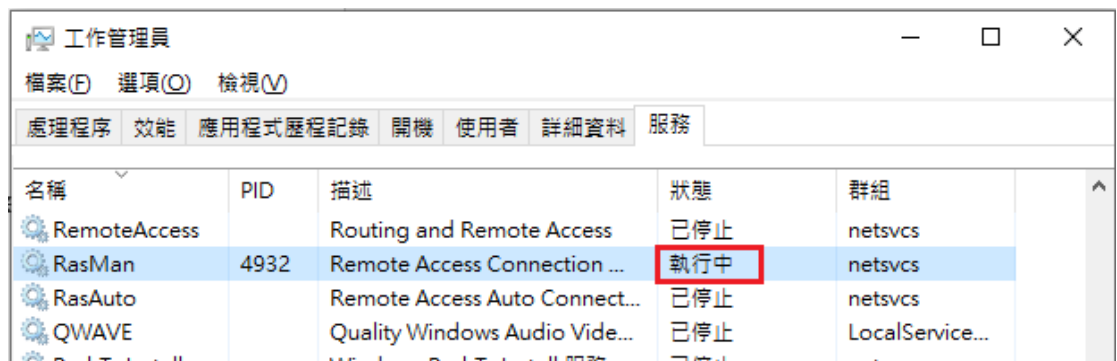 工作管理員
檔案(F) 選項(O) 檢視(V)
處理程序 效能 應用程式歷程記錄 開機 使用者 詳細資料 服務
名稱 PID 描述 狀態 群組
RemoteAccess Routing and Remote Access 已停止 netsvcs
RasMan 4932 Remote Access Connection ... 執行中 netsvcs
RasAuto Remote Access Auto Connect... 已停止 netsvcs
QWAVE Quality Windows Audio Vide... 已停止 LocalService...